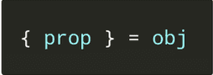 { prop } = obj